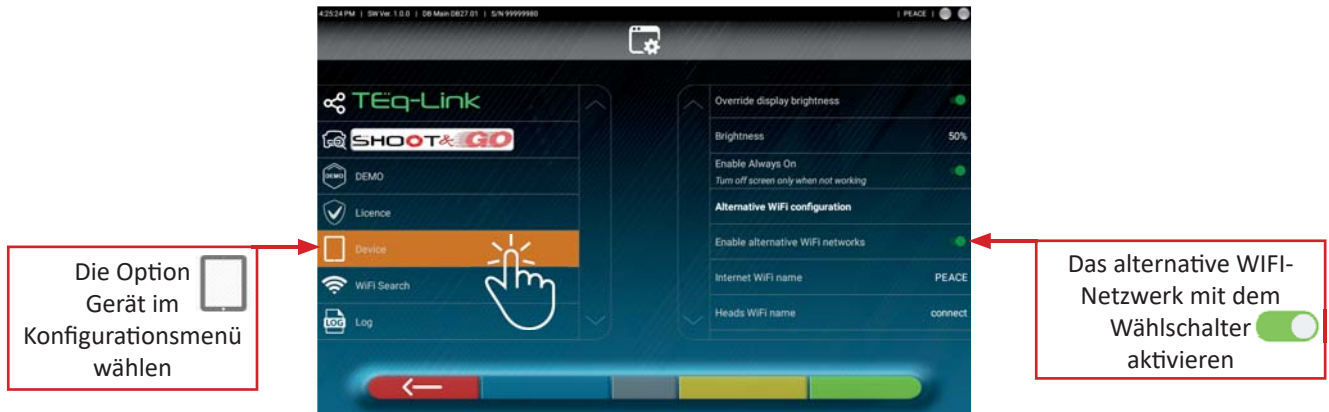 4:25:24 PM | SW Ver. 1.0.0 | DB Main DB27.01 | S/N 99999980
| PEACE |
TEq-Link
SHOOT& GO
DEMO
DEMO
Licence
Device
WiFi Search
LOG
Log
Override display brightness
Brightness 50%
Enable Always On
Turn off screen only when not working
Alternative WiFi configuration
Enable alternative WiFi networks
Internet WiFi name PEACE
Heads WiFi name connect
Die Option
Gerät im
Konfigurationsmenü
wählen
Das alternative WIFI-
Netzwerk mit dem
Wählschalter
aktivieren